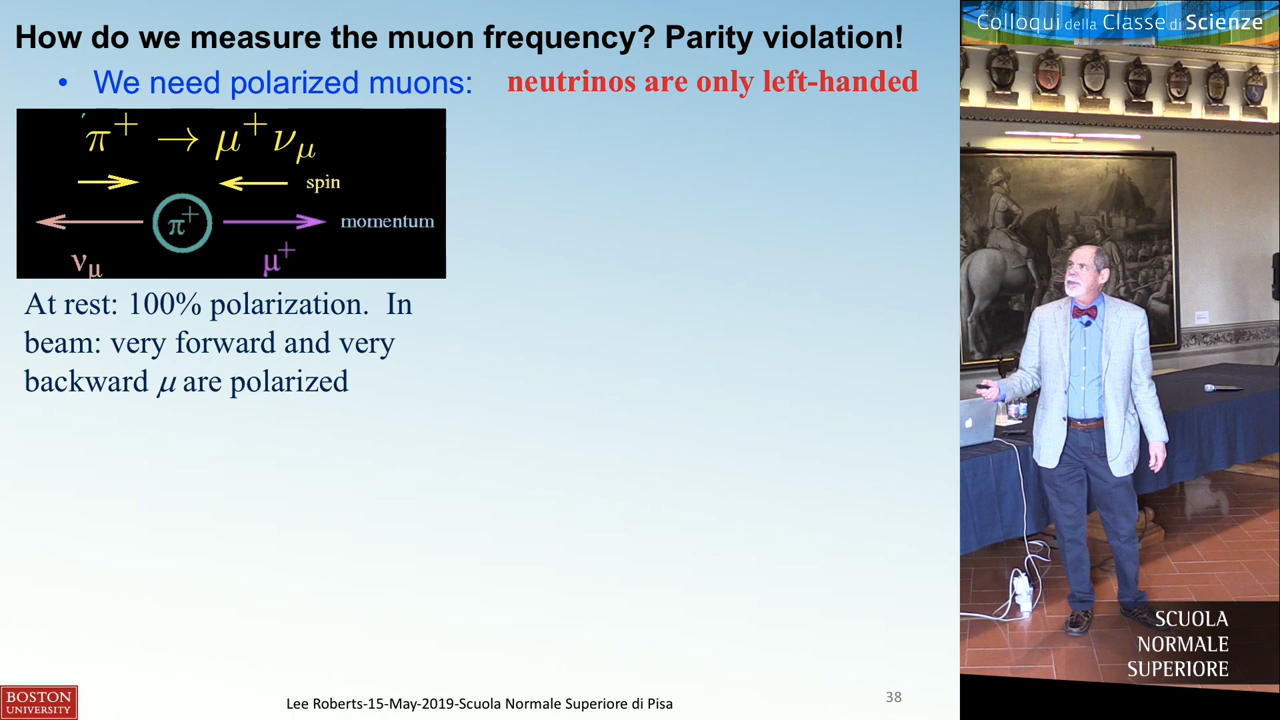 How do we measure the muon frequency? Parity violation!
• We need polarized muons: neutrinos are only left-handed
π⁺ → μ⁺ν_μ
spin
π⁺ momentum
ν_μ μ⁺
At rest: 100% polarization. In
beam: very forward and very
backward μ are polarized
BOSTON
UNIVERSITY
Lee Roberts-15-May-2019-Scuola Normale Superiore di Pisa
38
Colloqui della Classe di Scienze
SCUOLA
NORMALE
SUPERIORE